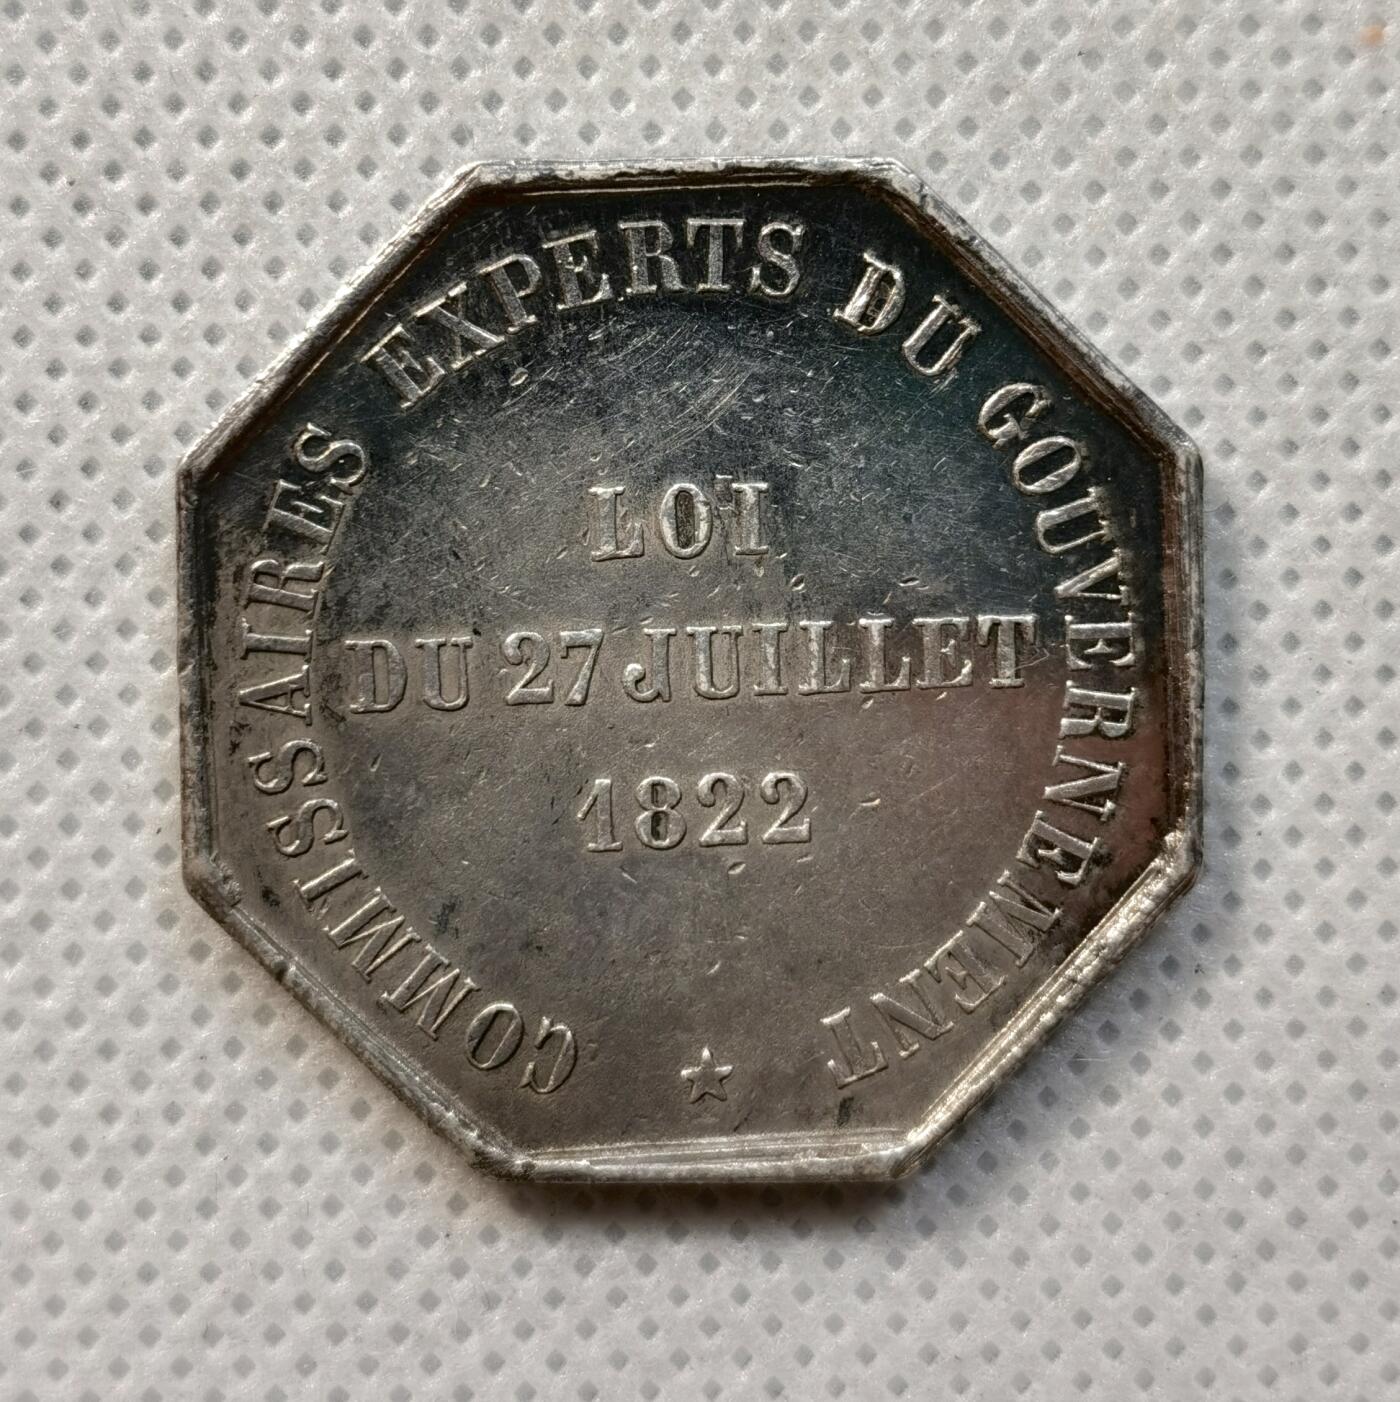 COMMISSAIRES EXPERTS DU GOUVERNEMENT
LOI
DU 27 JUILLET
1822